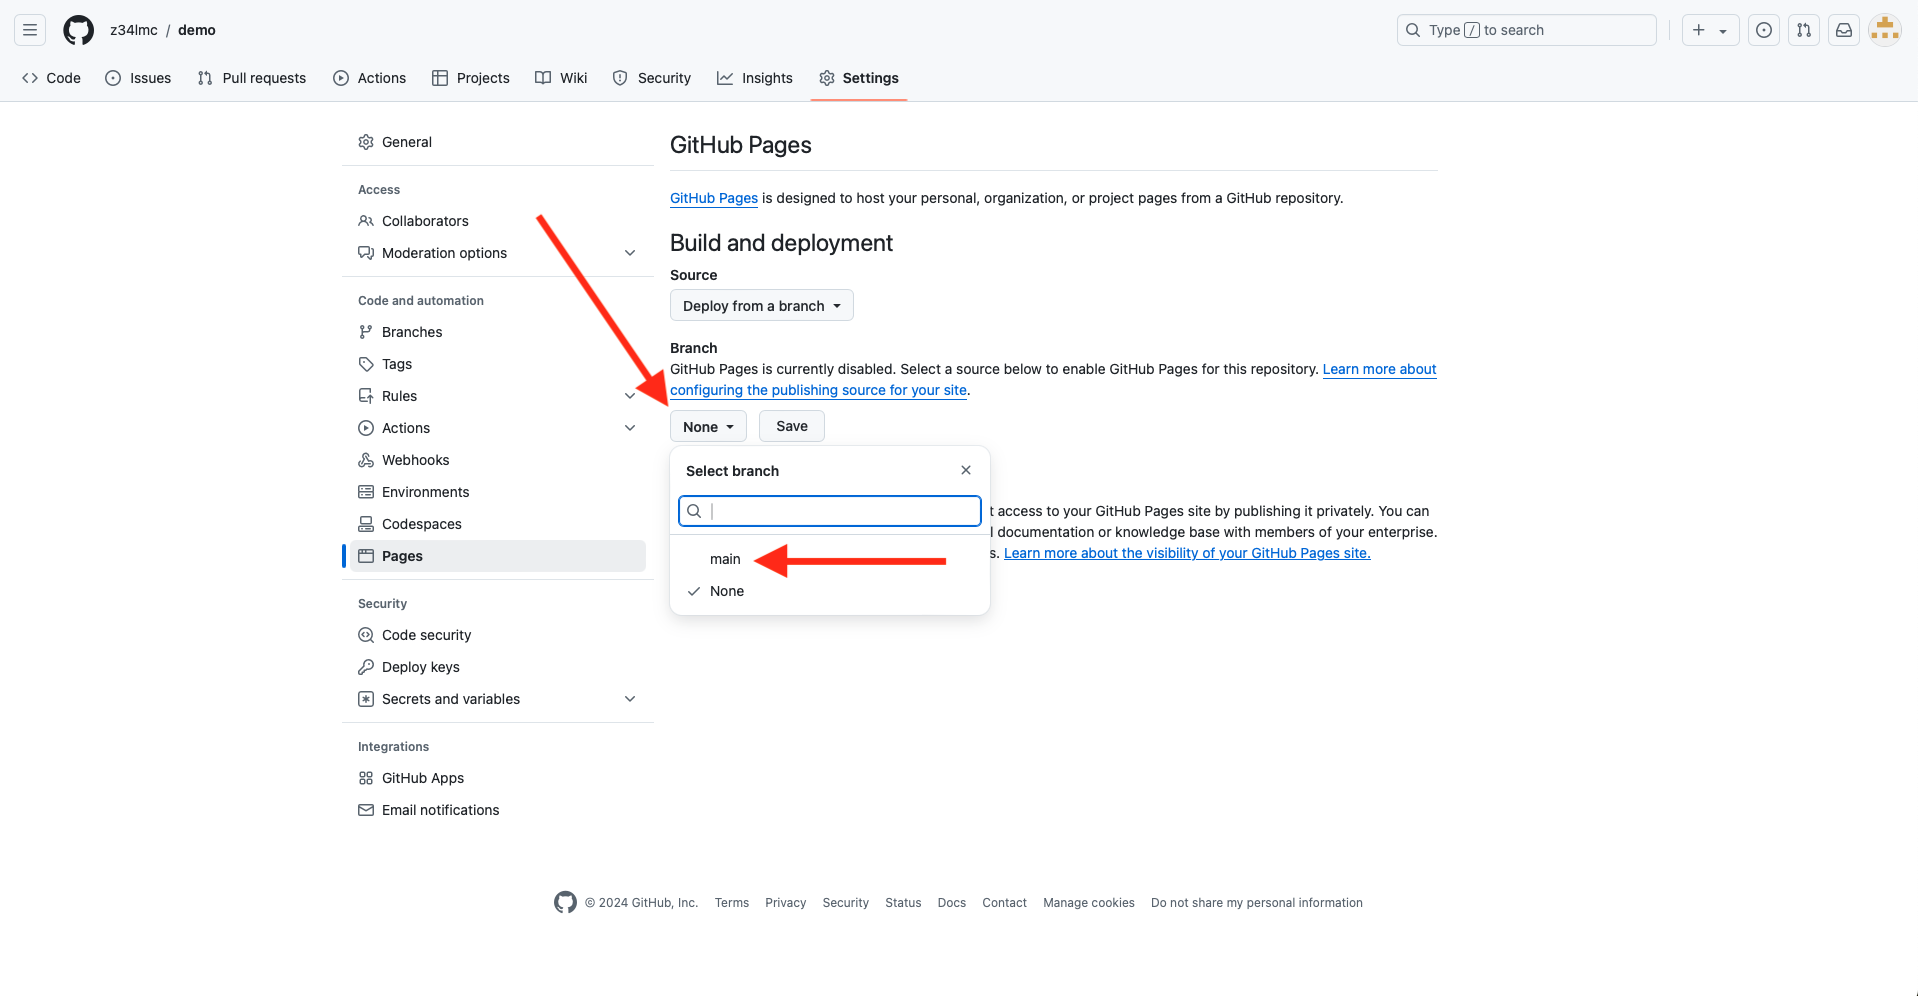 z34lmc / demo
Type / to search
Code
Issues
Pull requests
Actions
Projects
Wiki
Security
Insights
Settings
General
Access
Collaborators
Moderation options
Code and automation
Branches
Tags
Rules
Actions
Webhooks
Environments
Codespaces
Pages
Security
Code security
Deploy keys
Secrets and variables
Integrations
GitHub Apps
Email notifications
GitHub Pages
GitHub Pages is designed to host your personal, organization, or project pages from a GitHub repository.
Build and deployment
Source
Deploy from a branch
Branch
GitHub Pages is currently disabled. Select a source below to enable GitHub Pages for this repository. Learn more about
configuring the publishing source for your site.
None
Save
Select branch
main
None
t access to your GitHub Pages site by publishing it privately. You can
l documentation or knowledge base with members of your enterprise.
s. Learn more about the visibility of your GitHub Pages site.
© 2024 GitHub, Inc.
Terms
Privacy
Security
Status
Docs
Contact
Manage cookies
Do not share my personal information